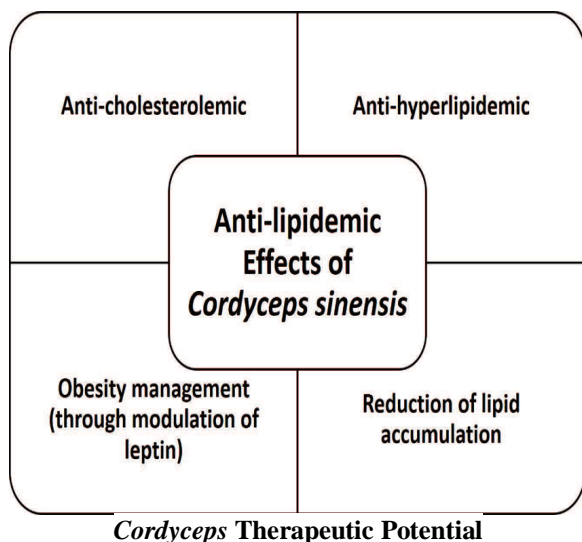 Anti-cholesterolemic
Anti-hyperlipidemic
Anti-lipidemic
Effects of
Cordyceps sinensis
Obesity management
(through modulation of
leptin)
Reduction of lipid
accumulation
Cordyceps Therapeutic Potential